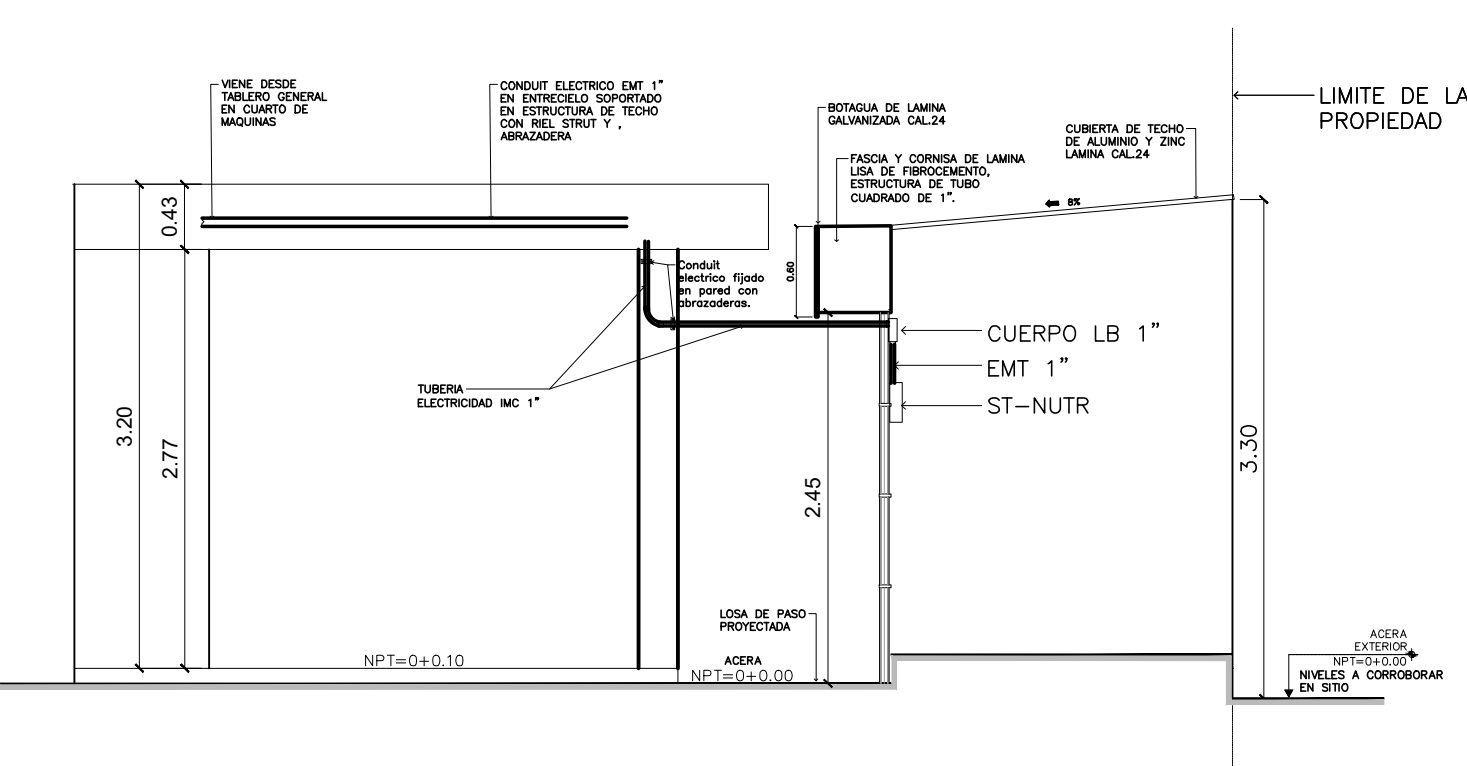 VIENE DESDE
TABLERO GENERAL
EN CUARTO DE
MAQUINAS
CONDUIT ELECTRICO EMT 1"
EN ENTRECIELO SOPORTADO
EN ESTRUCTURA DE TECHO
CON RIEL STRUT Y ,
ABRAZADERA
BOTAGUA DE LAMINA
GALVANIZADA CAL.24
FASCIA Y CORNISA DE LAMINA
LISA DE FIBROCEMENTO,
ESTRUCTURA DE TUBO
CUADRADO DE 1".
CUBIERTA DE TECHO
DE ALUMINIO Y ZINC
LAMINA CAL.24
LIMITE DE LA
PROPIEDAD
8%
0.43
3.20
2.77
Conduit
electrico fijado
en pared con
abrazaderas.
0.60
TUBERIA
ELECTRICIDAD IMC 1"
CUERPO LB 1"
EMT 1"
ST-NUTR
2.45
3.30
LOSA DE PASO
PROYECTADA
NPT=0+0.10
ACERA
NPT=0+0.00
ACERA
EXTERIOR
NPT=0+0.00
NIVELES A CORROBORAR
EN SITIO